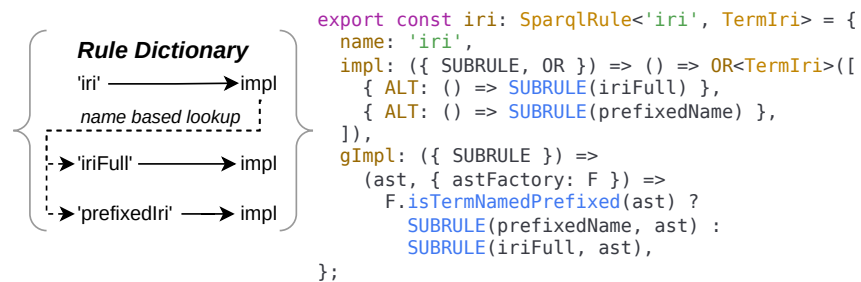 Rule Dictionary
'iri' impl
name based lookup
'iriFull' impl
'prefixedIri' impl
export const iri: SparqlRule<'iri', TermIri> = {
  name: 'iri',
  impl: ({ SUBRULE, OR }) => () => OR<TermIri>([
    { ALT: () => SUBRULE(iriFull) },
    { ALT: () => SUBRULE(prefixedName) },
  ]),
  gImpl: ({ SUBRULE }) =>
    (ast, { astFactory: F }) =>
      F.isTermNamedPrefixed(ast) ?
        SUBRULE(prefixedName, ast) :
        SUBRULE(iriFull, ast),
};